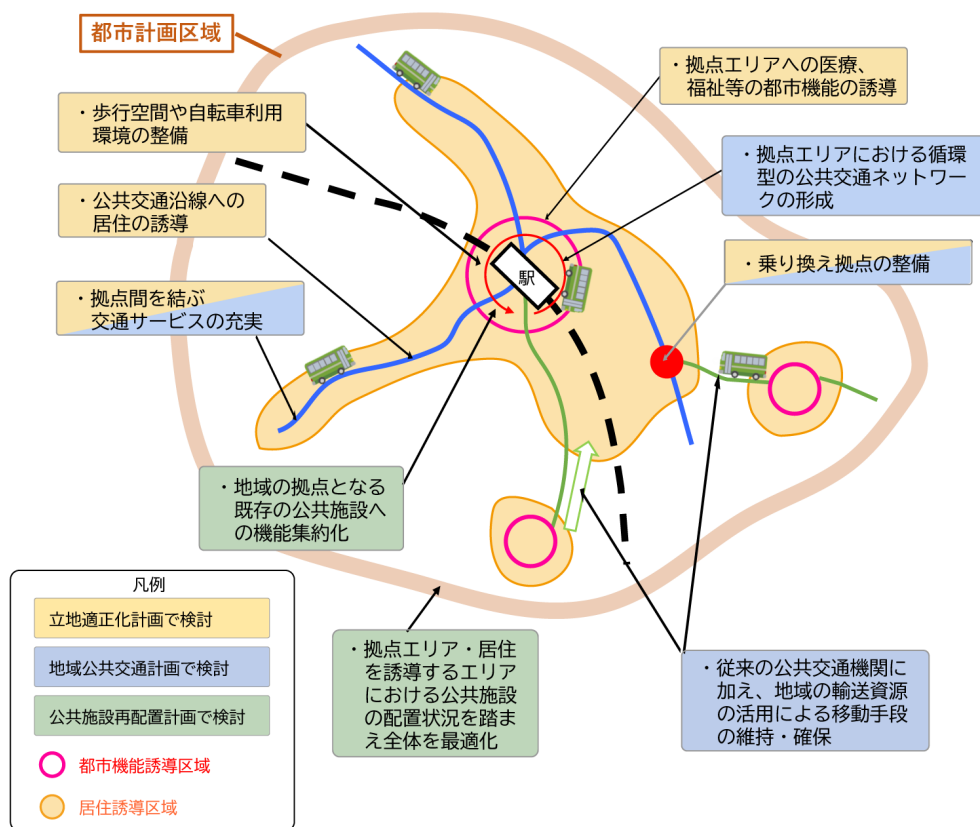 都市計画区域
・拠点エリアへの医療、
福祉等の都市機能の誘導
・歩行空間や自転車利用
環境の整備
・拠点エリアにおける循環
型の公共交通ネットワー
クの形成
・公共交通沿線への
居住の誘導
・乗り換え拠点の整備
駅
・拠点間を結ぶ
交通サービスの充実
・地域の拠点となる
既存の公共施設へ
の機能集約化
凡例
立地適正化計画で検討
地域公共交通計画で検討
公共施設再配置計画で検討
都市機能誘導区域
居住誘導区域
・拠点エリア・居住
を誘導するエリア
における公共施設
の配置状況を踏ま
え全体を最適化
・従来の公共交通機関に
加え、地域の輸送資源
の活用による移動手段
の維持・確保